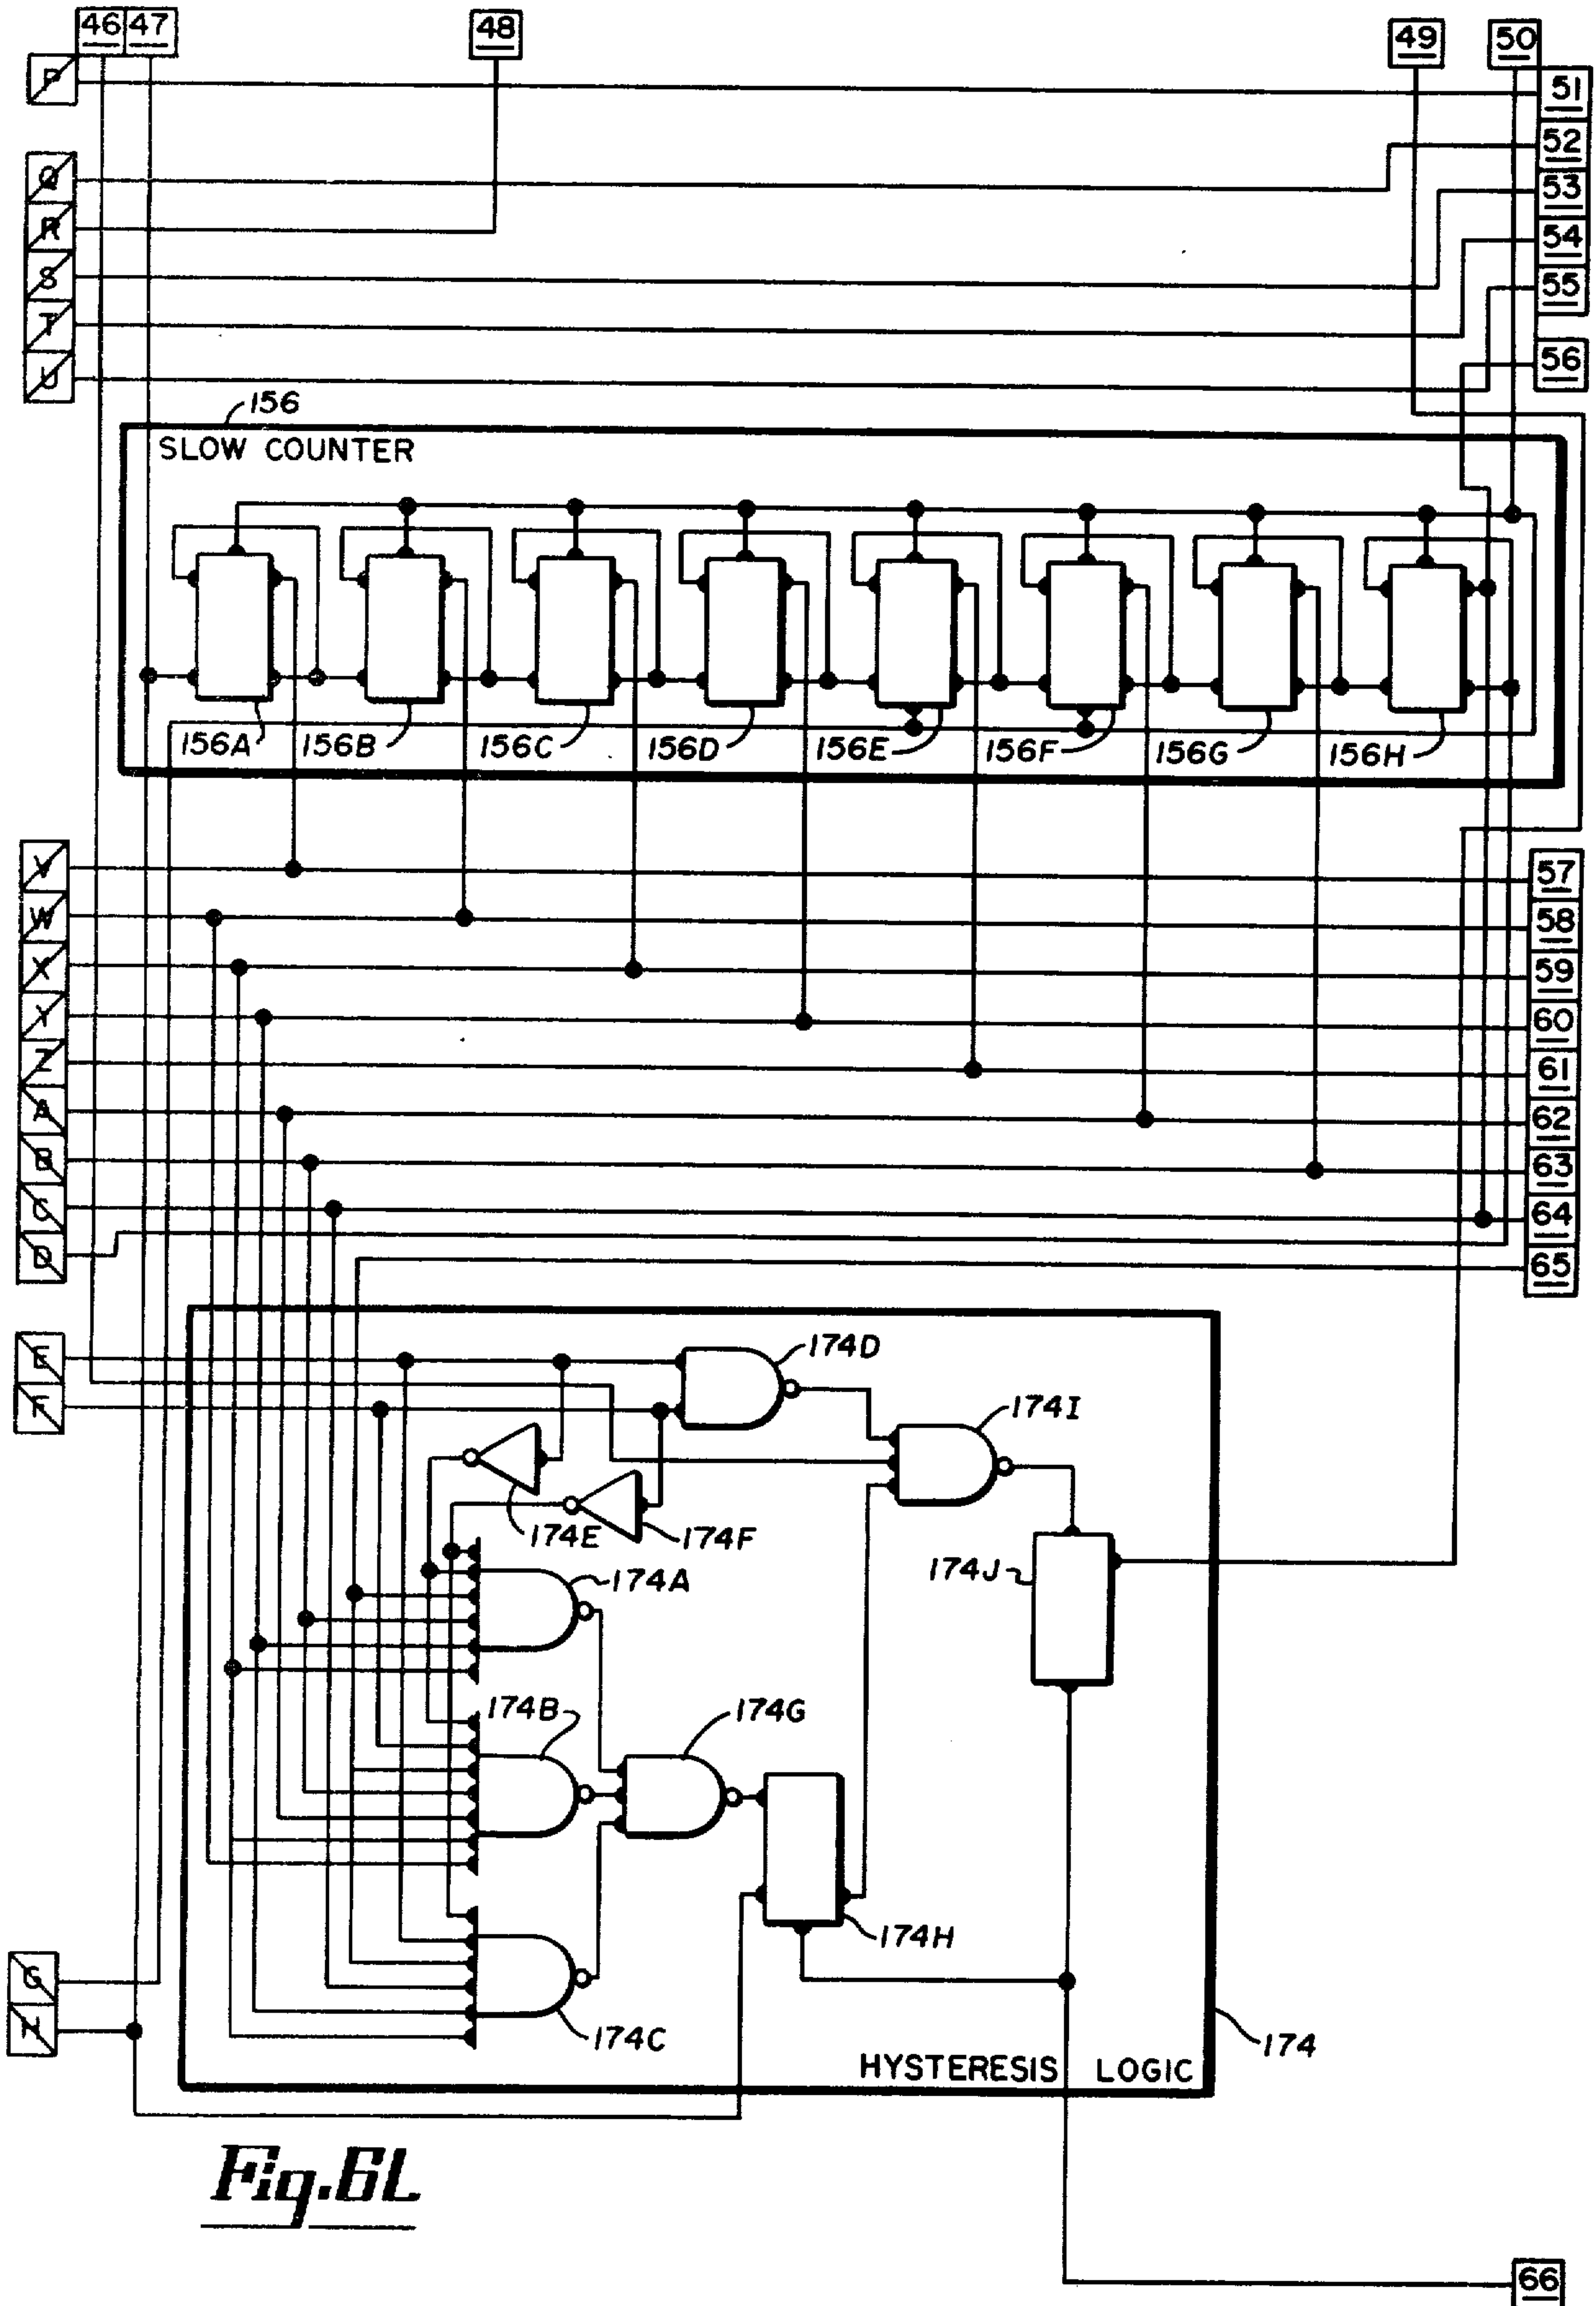 46 47
48
49
50
P
51
52
Q
53
R
54
S
55
T
56
U
156
SLOW COUNTER
156A 156B 156C 156D 156E 156F 156G 156H
V
57
W
58
X
59
Y
60
Z
61
A
62
B
63
C
64
D
65
E
174D
F
174I
174E
174F
174J
174A
174B
174G
174H
G
H
174C
174
HYSTERESIS LOGIC
Fig. 6L
66